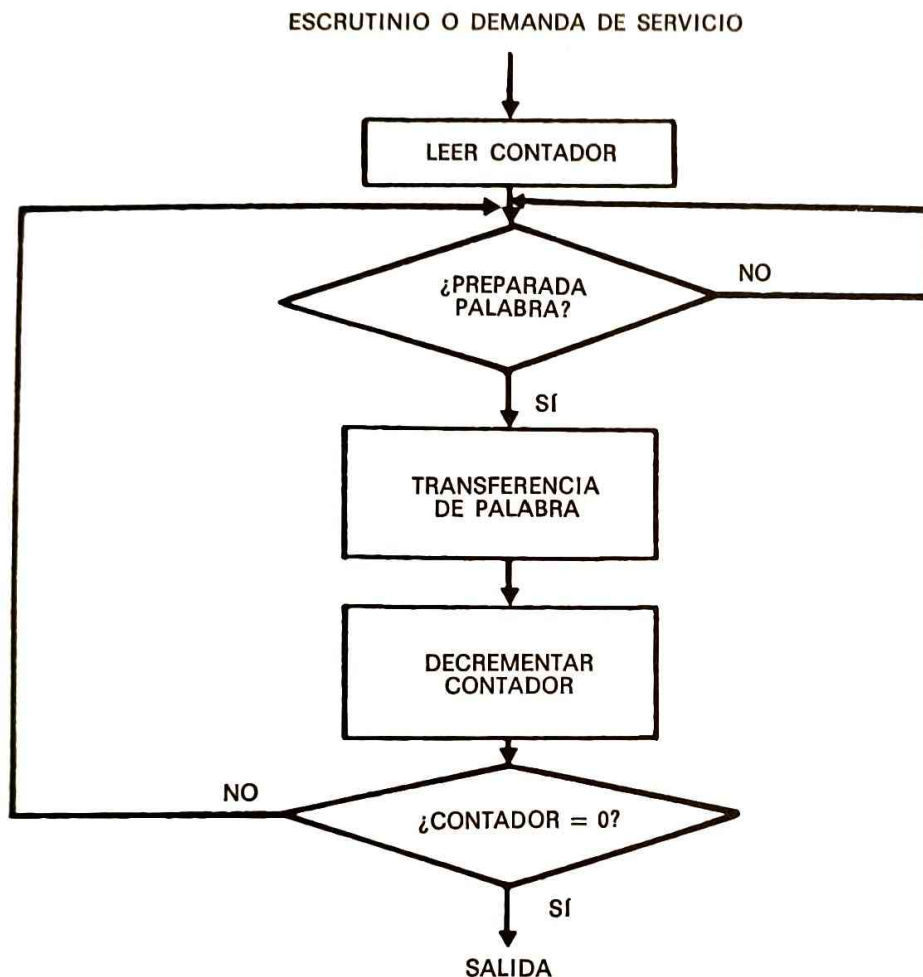 ESCRUTINIO O DEMANDA DE SERVICIO
LEER CONTADOR
¿PREPARADA
PALABRA?
NO
SÍ
TRANSFERENCIA
DE PALABRA
DECREMENTAR
CONTADOR
NO
¿CONTADOR = 0?
SÍ
SALIDA